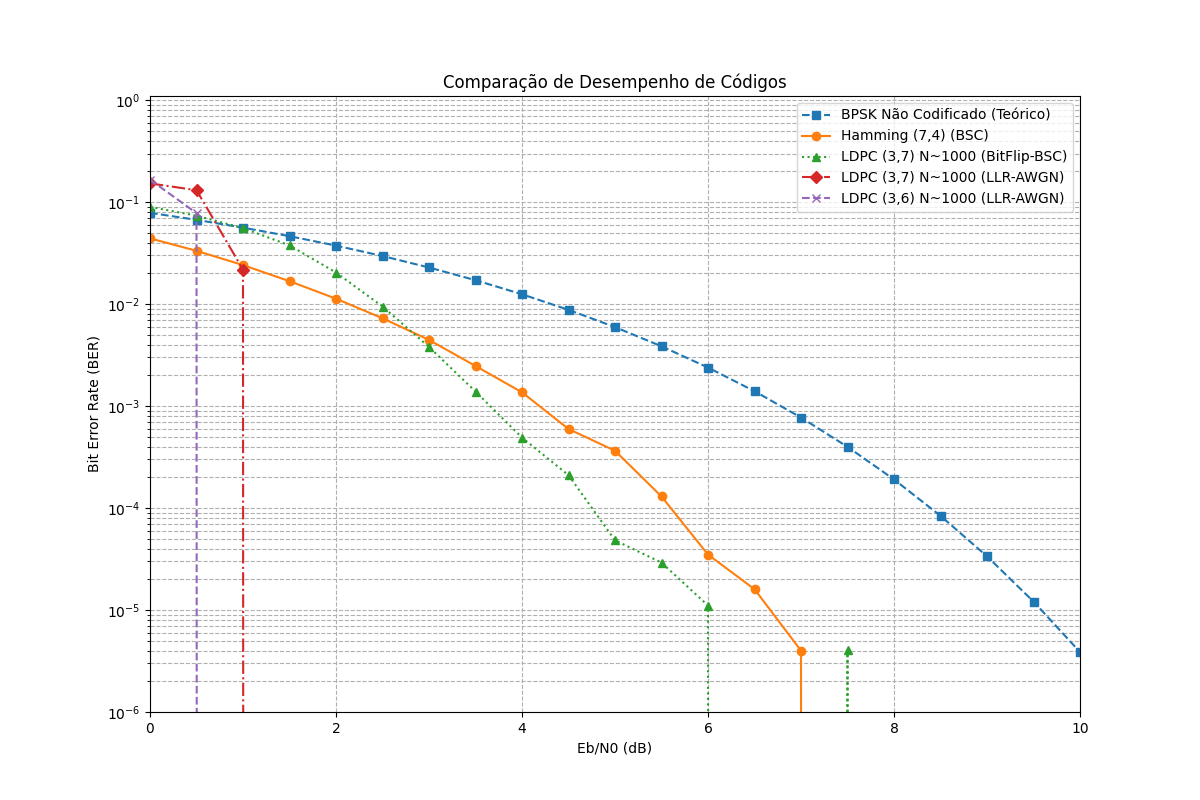 Comparação de Desempenho de Códigos
BPSK Não Codificado (Teórico)
Hamming (7,4) (BSC)
LDPC (3,7) N~1000 (BitFlip-BSC)
LDPC (3,7) N~1000 (LLR-AWGN)
LDPC (3,6) N~1000 (LLR-AWGN)
Bit Error Rate (BER)
10⁰
10⁻¹
10⁻²
10⁻³
10⁻⁴
10⁻⁵
10⁻⁶
0 2 4 6 8 10
Eb/N0 (dB)